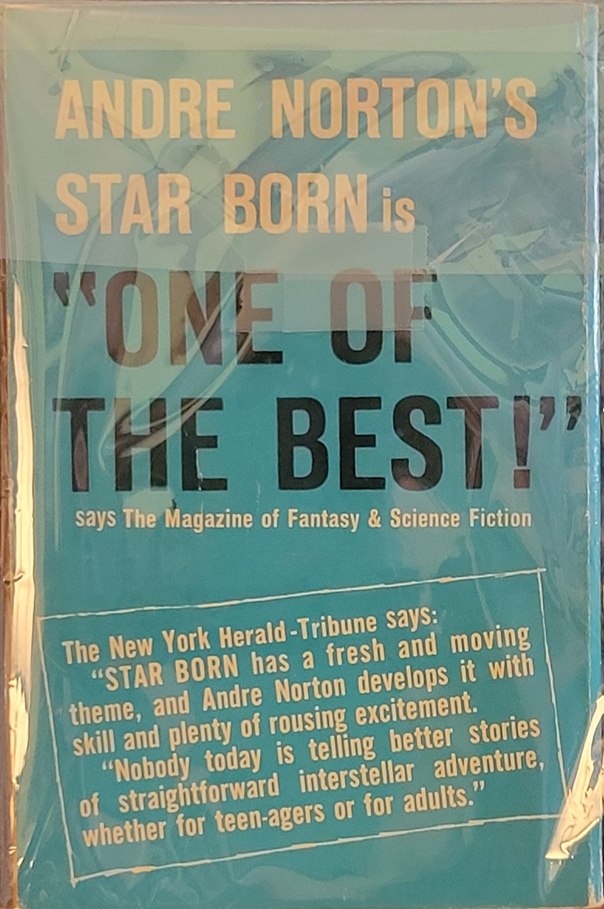 ANDRE NORTON'S
STAR BORN is
"ONE OF
THE BEST!"
says The Magazine of Fantasy & Science Fiction
The New York Herald-Tribune says:
"STAR BORN has a fresh and moving
theme, and Andre Norton develops it with
skill and plenty of rousing excitement.
"Nobody today is telling better stories
of straightforward interstellar adventure,
whether for teen-agers or for adults."